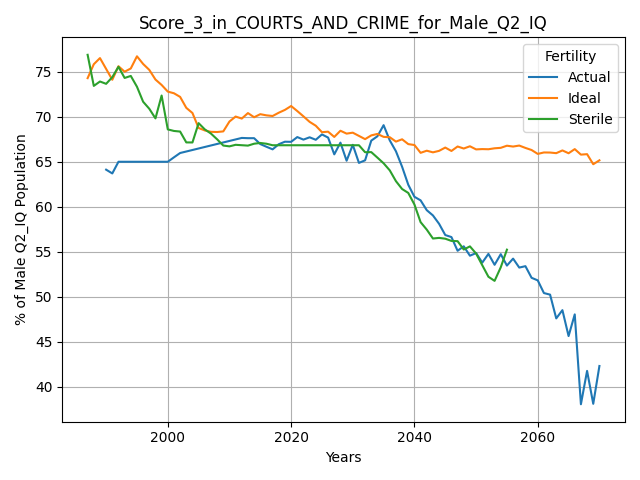 Score_3_in_COURTS_AND_CRIME_for_Male_Q2_IQ
Fertility
Actual
Ideal
Sterile
% of Male Q2_IQ Population
75
70
65
60
55
50
45
40
2000
2020
2040
2060
Years